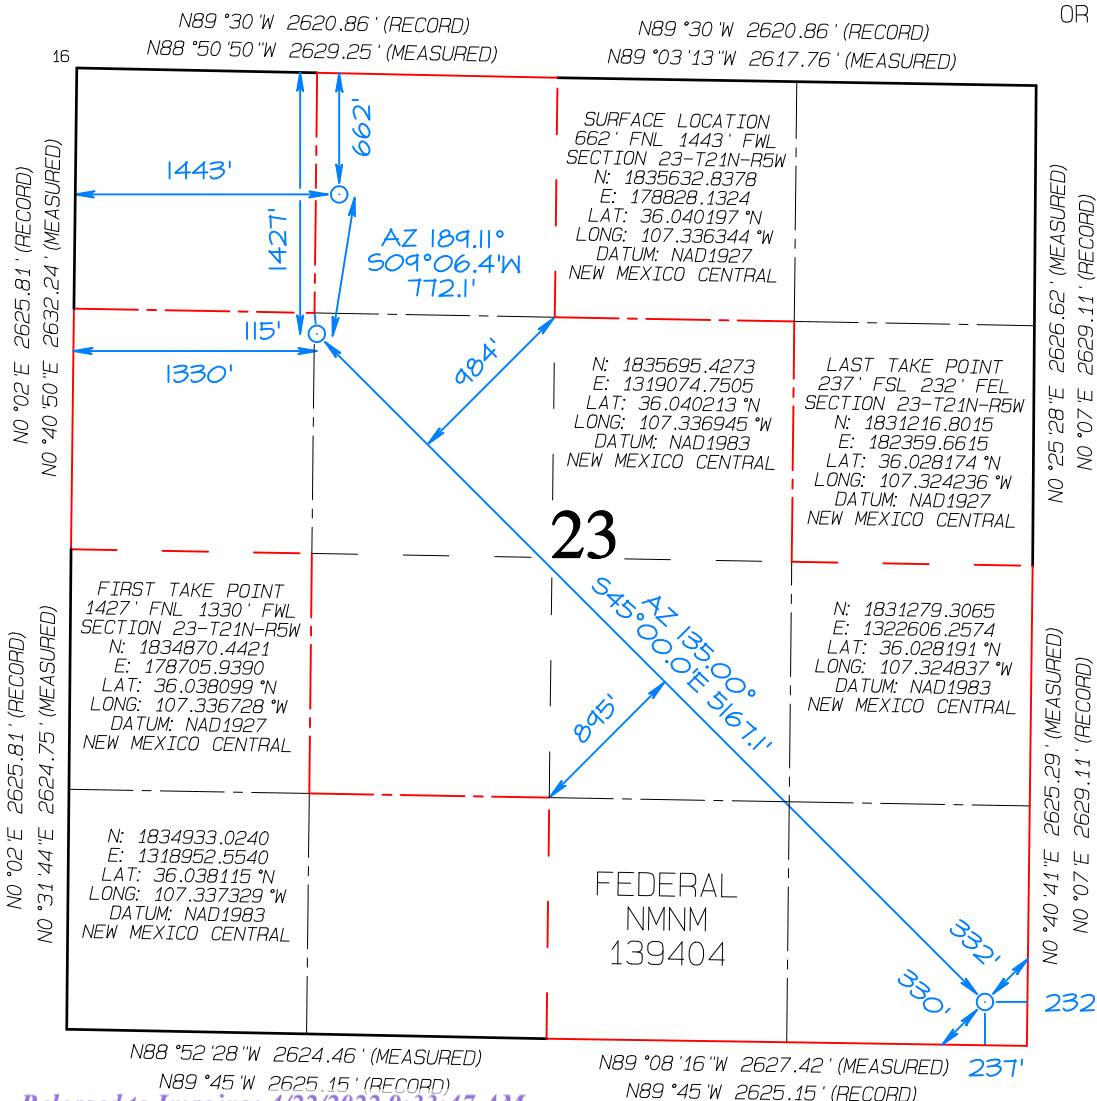 OR
N89°30'W 2620.86' (RECORD)
N88°50'50"W 2629.25' (MEASURED)
N89°30'W 2620.86' (RECORD)
N89°03'13"W 2617.76' (MEASURED)
16
N0°02'E 2625.81' (RECORD)
N0°40'50"E 2632.24' (MEASURED)
662'
1443'
1427'
AZ 189.11°
S09°06.4'W
772.1'
115'
1330'
SURFACE LOCATION
662' FNL 1443' FWL
SECTION 23-T21N-R5W
N: 1835632.8378
E: 178828.1324
LAT: 36.040197°N
LONG: 107.336344°W
DATUM: NAD1927
NEW MEXICO CENTRAL
N0°25'28"E 2626.62' (MEASURED)
N0°07'E 2629.11' (RECORD)
984'
N: 1835695.4273
E: 1319074.7505
LAT: 36.040213°N
LONG: 107.336945°W
DATUM: NAD1983
NEW MEXICO CENTRAL
LAST TAKE POINT
237' FSL 232' FEL
SECTION 23-T21N-R5W
N: 1831216.8015
E: 182359.6615
LAT: 36.028174°N
LONG: 107.324236°W
DATUM: NAD1927
NEW MEXICO CENTRAL
23
FIRST TAKE POINT
1427' FNL 1330' FWL
SECTION 23-T21N-R5W
N: 1834870.4421
E: 178705.9390
LAT: 36.038099°N
LONG: 107.336728°W
DATUM: NAD1927
NEW MEXICO CENTRAL
AZ 135.00°
S45°00.0'E 5167.1'
895'
N: 1831279.3065
E: 1322606.2574
LAT: 36.028191°N
LONG: 107.324837°W
DATUM: NAD1983
NEW MEXICO CENTRAL
N0°02'E 2625.81' (RECORD)
N0°31'44"E 2624.75' (MEASURED)
N0°40'41"E 2625.29' (MEASURED)
N0°07'E 2629.11' (RECORD)
N: 1834933.0240
E: 1318952.5540
LAT: 36.038115°N
LONG: 107.337329°W
DATUM: NAD1983
NEW MEXICO CENTRAL
FEDERAL
NMNM
139404
332'
330'
232
237'
N88°52'28"W 2624.46' (MEASURED)
N89°45'W 2625.15' (RECORD)
N89°08'16"W 2627.42' (MEASURED)
N89°45'W 2625.15' (RECORD)